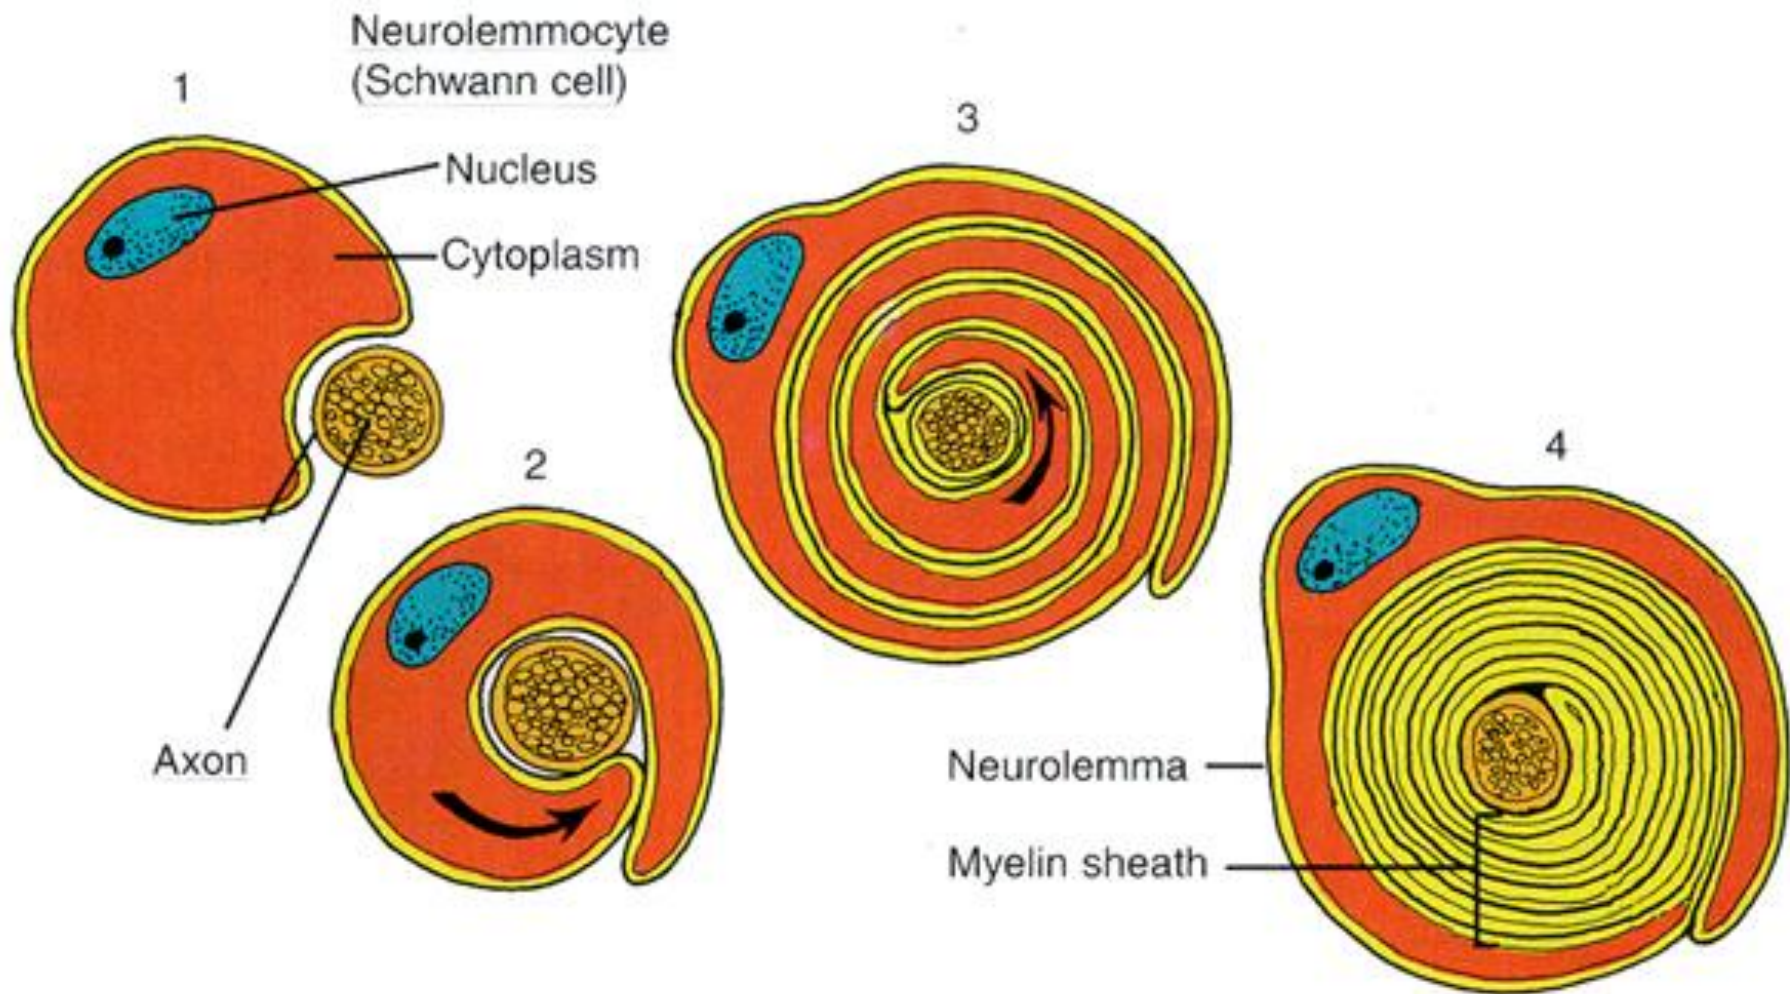 Neurolemmocyte
(Schwann cell)
1
Nucleus
Cytoplasm
Axon
2
3
4
Neurolemma
Myelin sheath